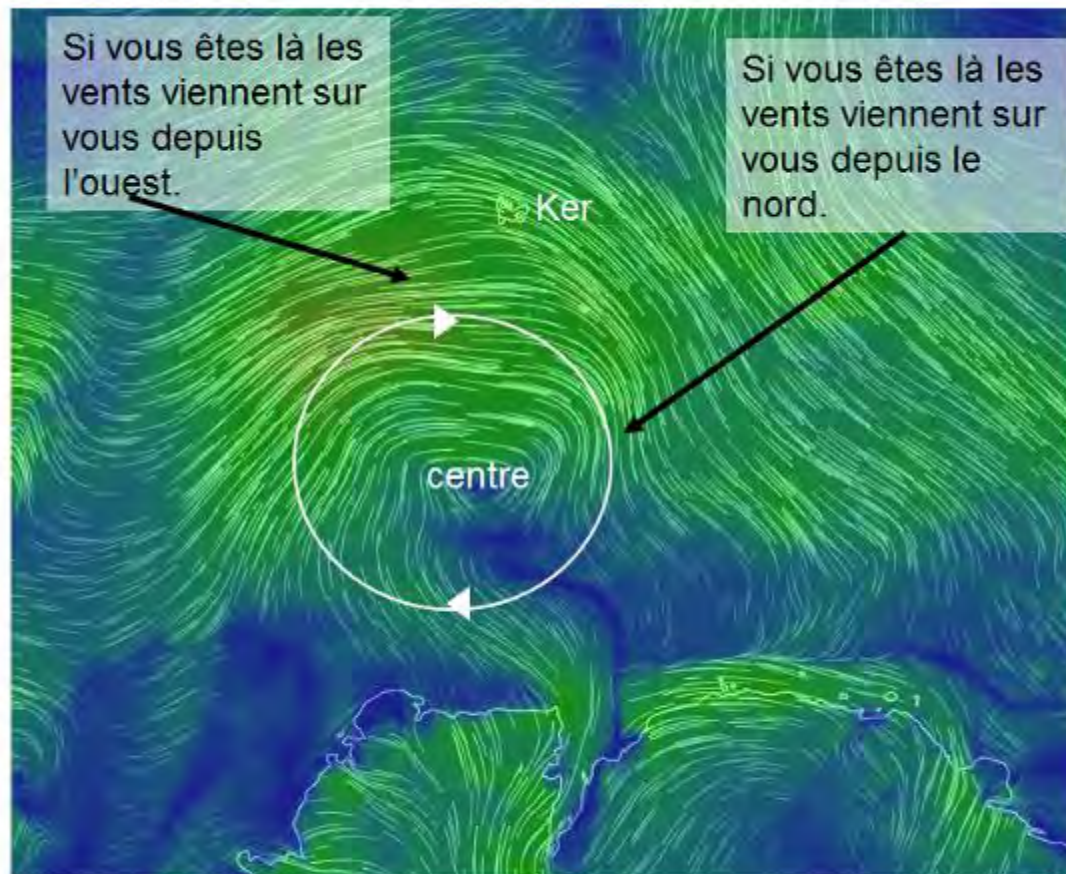 Si vous êtes là les
vents viennent sur
vous depuis
l'ouest.
Si vous êtes là les
vents viennent sur
vous depuis le
nord.
Ker
centre